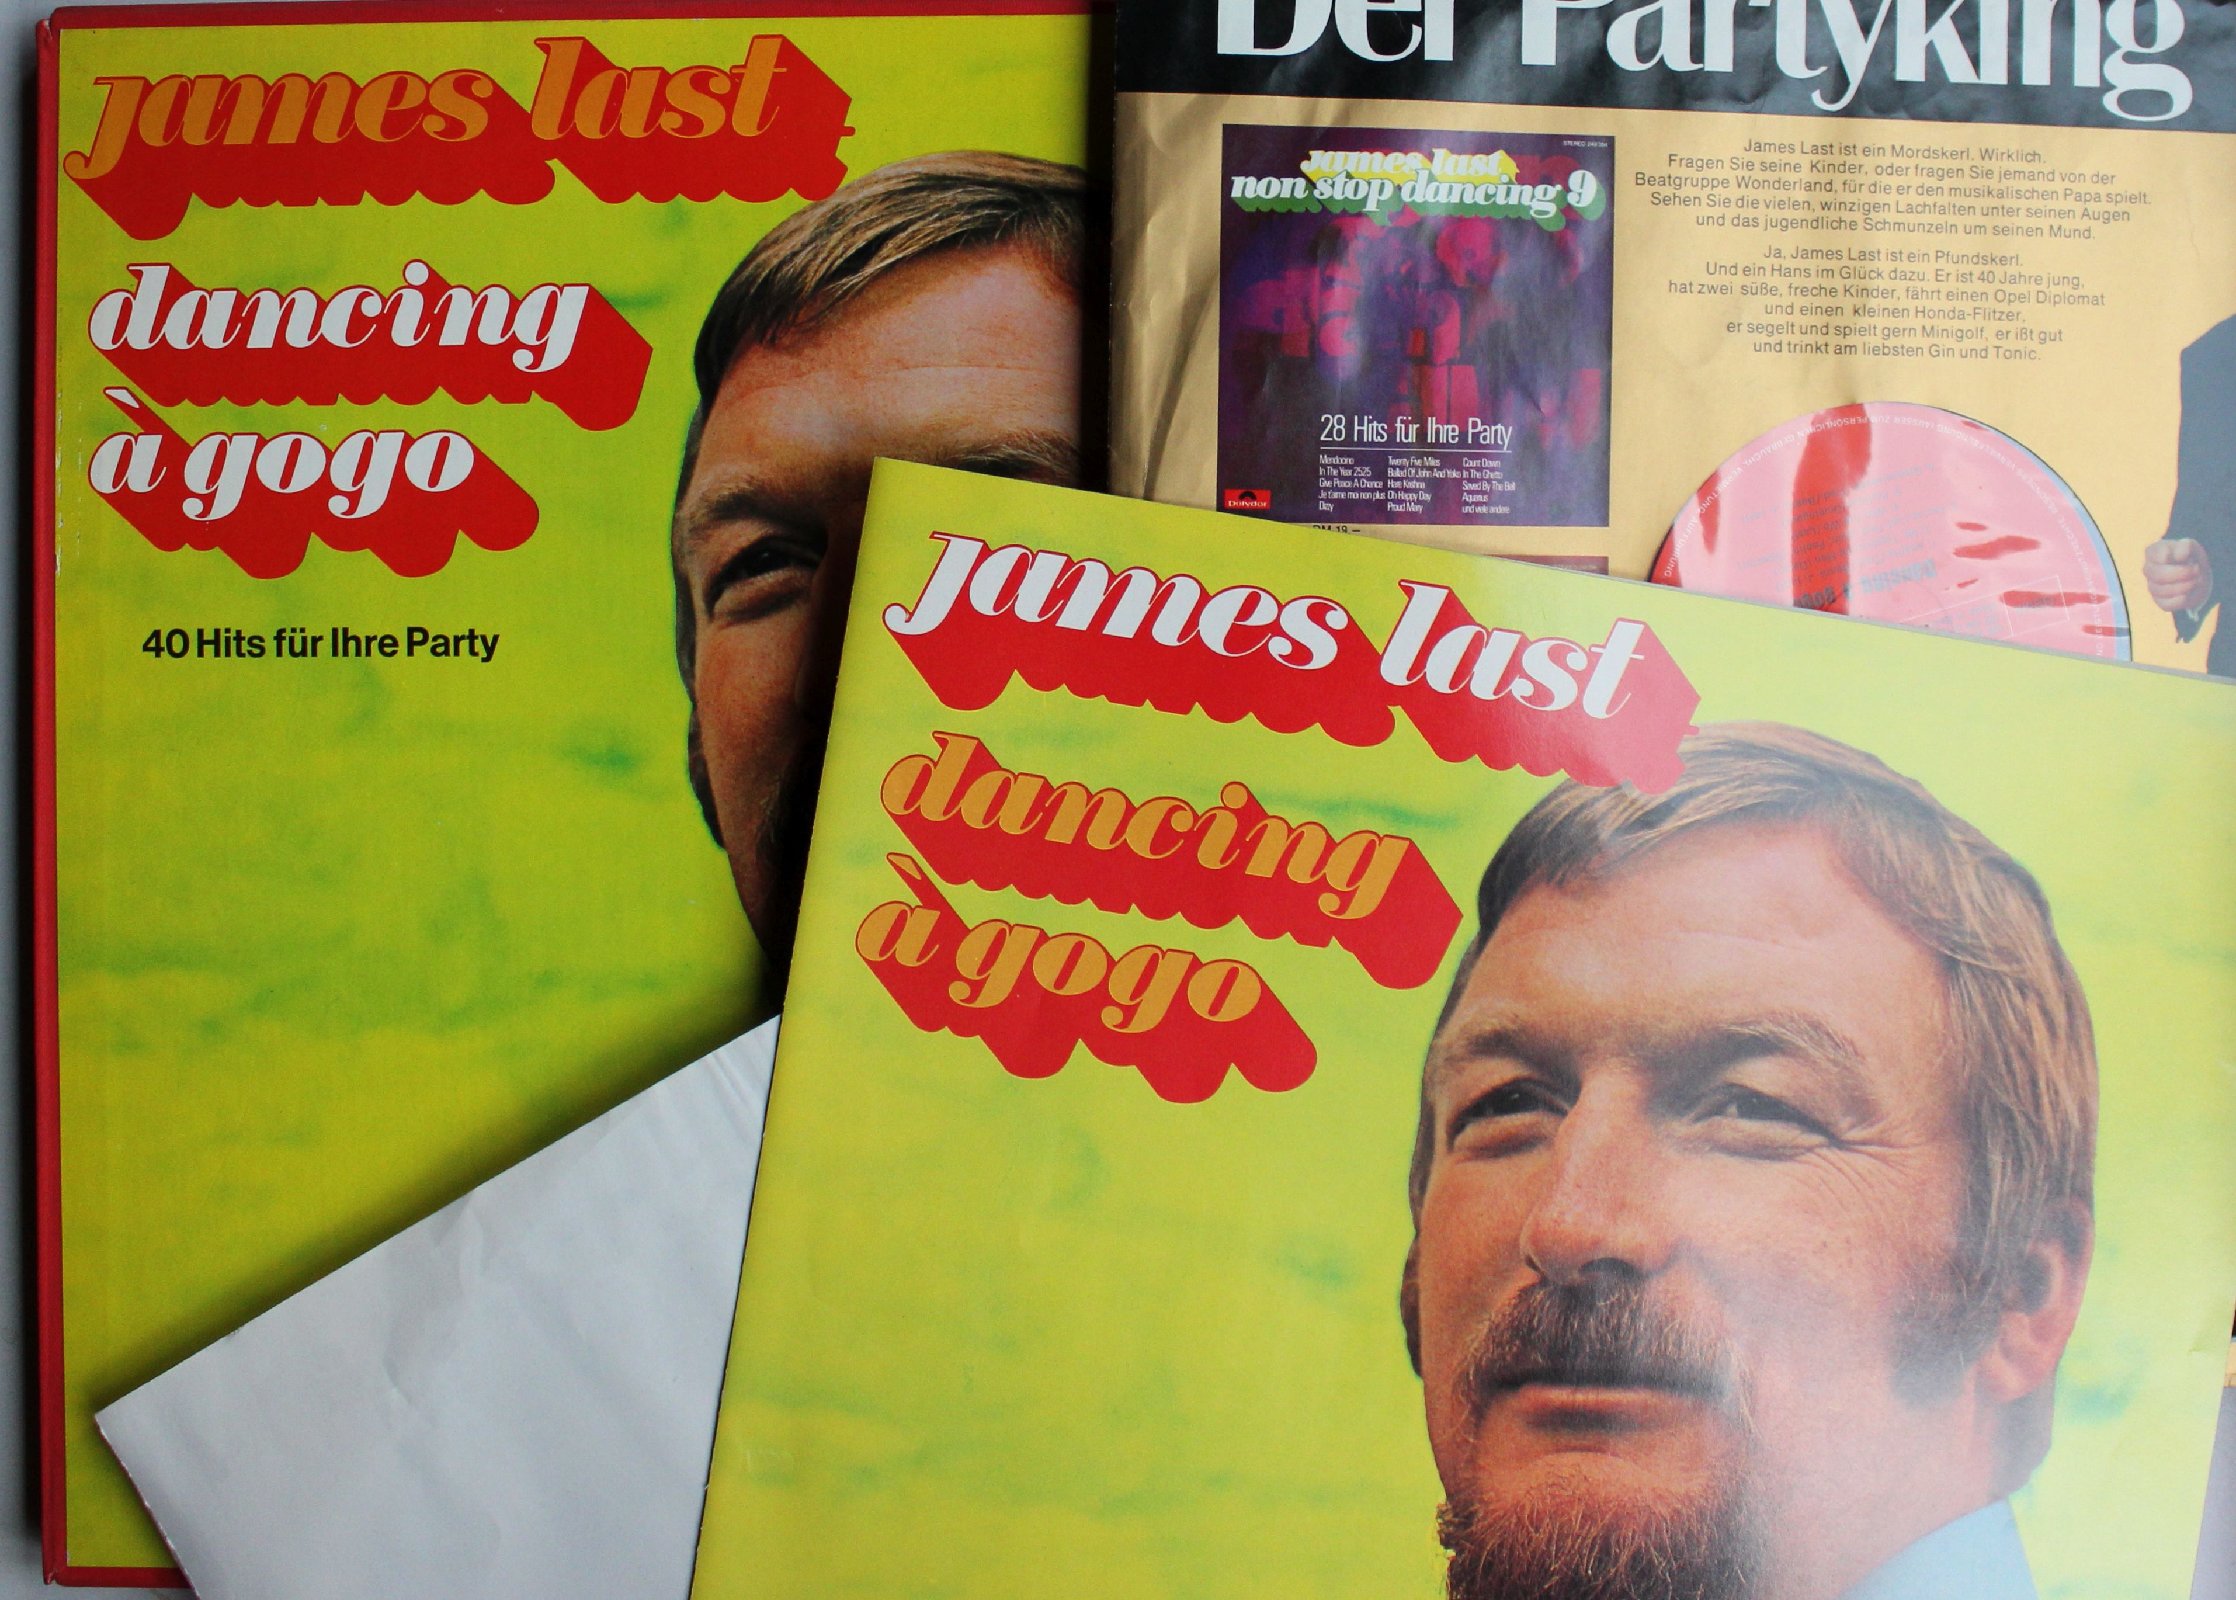 james last
dancing
à gogo
40 Hits für Ihre Party
Der Partyking
James Last ist ein Mordskerl. Wirklich.
Fragen Sie seine Kinder, oder fragen Sie jemand von der
Beatgruppe Wonderland, für die er den musikalischen Papa spielt.
Sehen Sie die vielen, winzigen Lachfalten unter seinen Augen
und das jugendliche Schmunzeln um seinen Mund.
Ja, James Last ist ein Pfundskerl.
Und ein Hans im Glück dazu. Er ist 40 Jahre jung,
hat zwei süße, freche Kinder, fährt einen Opel Diplomat
und einen kleinen Honda-Flitzer,
er segelt und spielt gern Minigolf, er ißt gut
und trinkt am liebsten Gin und Tonic.
james last
non stop dancing 9
28 Hits für Ihre Party
Mendocino Twenty Five Miles Count Down
In The Year 2525 Ballad Of John And Yoko In The Ghetto
Give Peace A Chance Hare Krishna Saved By The Bell
Je t'aime moi non plus Oh Happy Day Aquarius
Dizzy Proud Mary und viele andere
Polydor
james last
dancing
à gogo